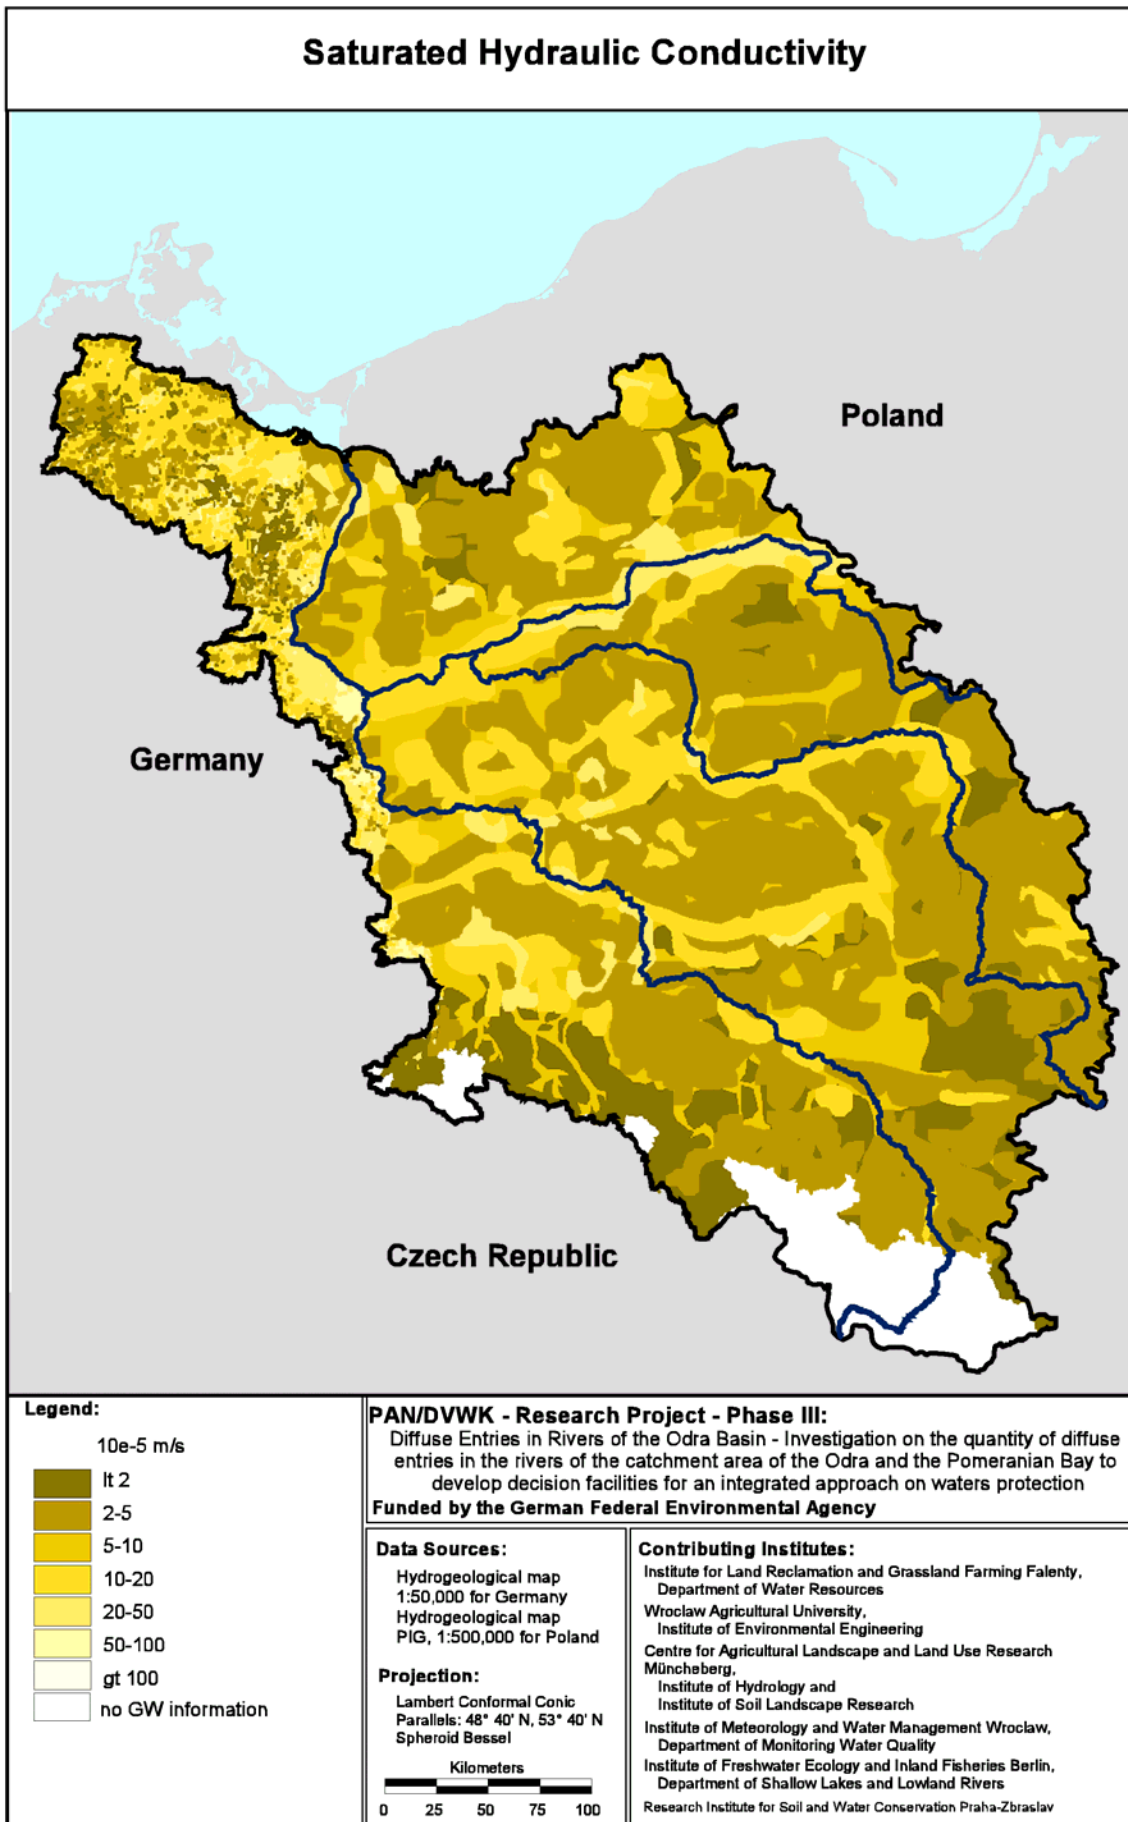 Saturated Hydraulic Conductivity
Poland
Germany
Czech Republic
Legend:
10e-5 m/s
lt 2
2-5
5-10
10-20
20-50
50-100
gt 100
no GW information
PAN/DVWK - Research Project - Phase III:
Diffuse Entries in Rivers of the Odra Basin - Investigation on the quantity of diffuse
entries in the rivers of the catchment area of the Odra and the Pomeranian Bay to
develop decision facilities for an integrated approach on waters protection
Funded by the German Federal Environmental Agency
Data Sources:
Hydrogeological map
1:50,000 for Germany
Hydrogeological map
PIG, 1:500,000 for Poland
Projection:
Lambert Conformal Conic
Parallels: 48° 40' N, 53° 40' N
Spheroid Bessel
Kilometers
0 25 50 75 100
Contributing Institutes:
Institute for Land Reclamation and Grassland Farming Falenty,
Department of Water Resources
Wroclaw Agricultural University,
Institute of Environmental Engineering
Centre for Agricultural Landscape and Land Use Research
Müncheberg,
Institute of Hydrology and
Institute of Soil Landscape Research
Institute of Meteorology and Water Management Wroclaw,
Department of Monitoring Water Quality
Institute of Freshwater Ecology and Inland Fisheries Berlin,
Department of Shallow Lakes and Lowland Rivers
Research Institute for Soil and Water Conservation Praha-Zbraslav